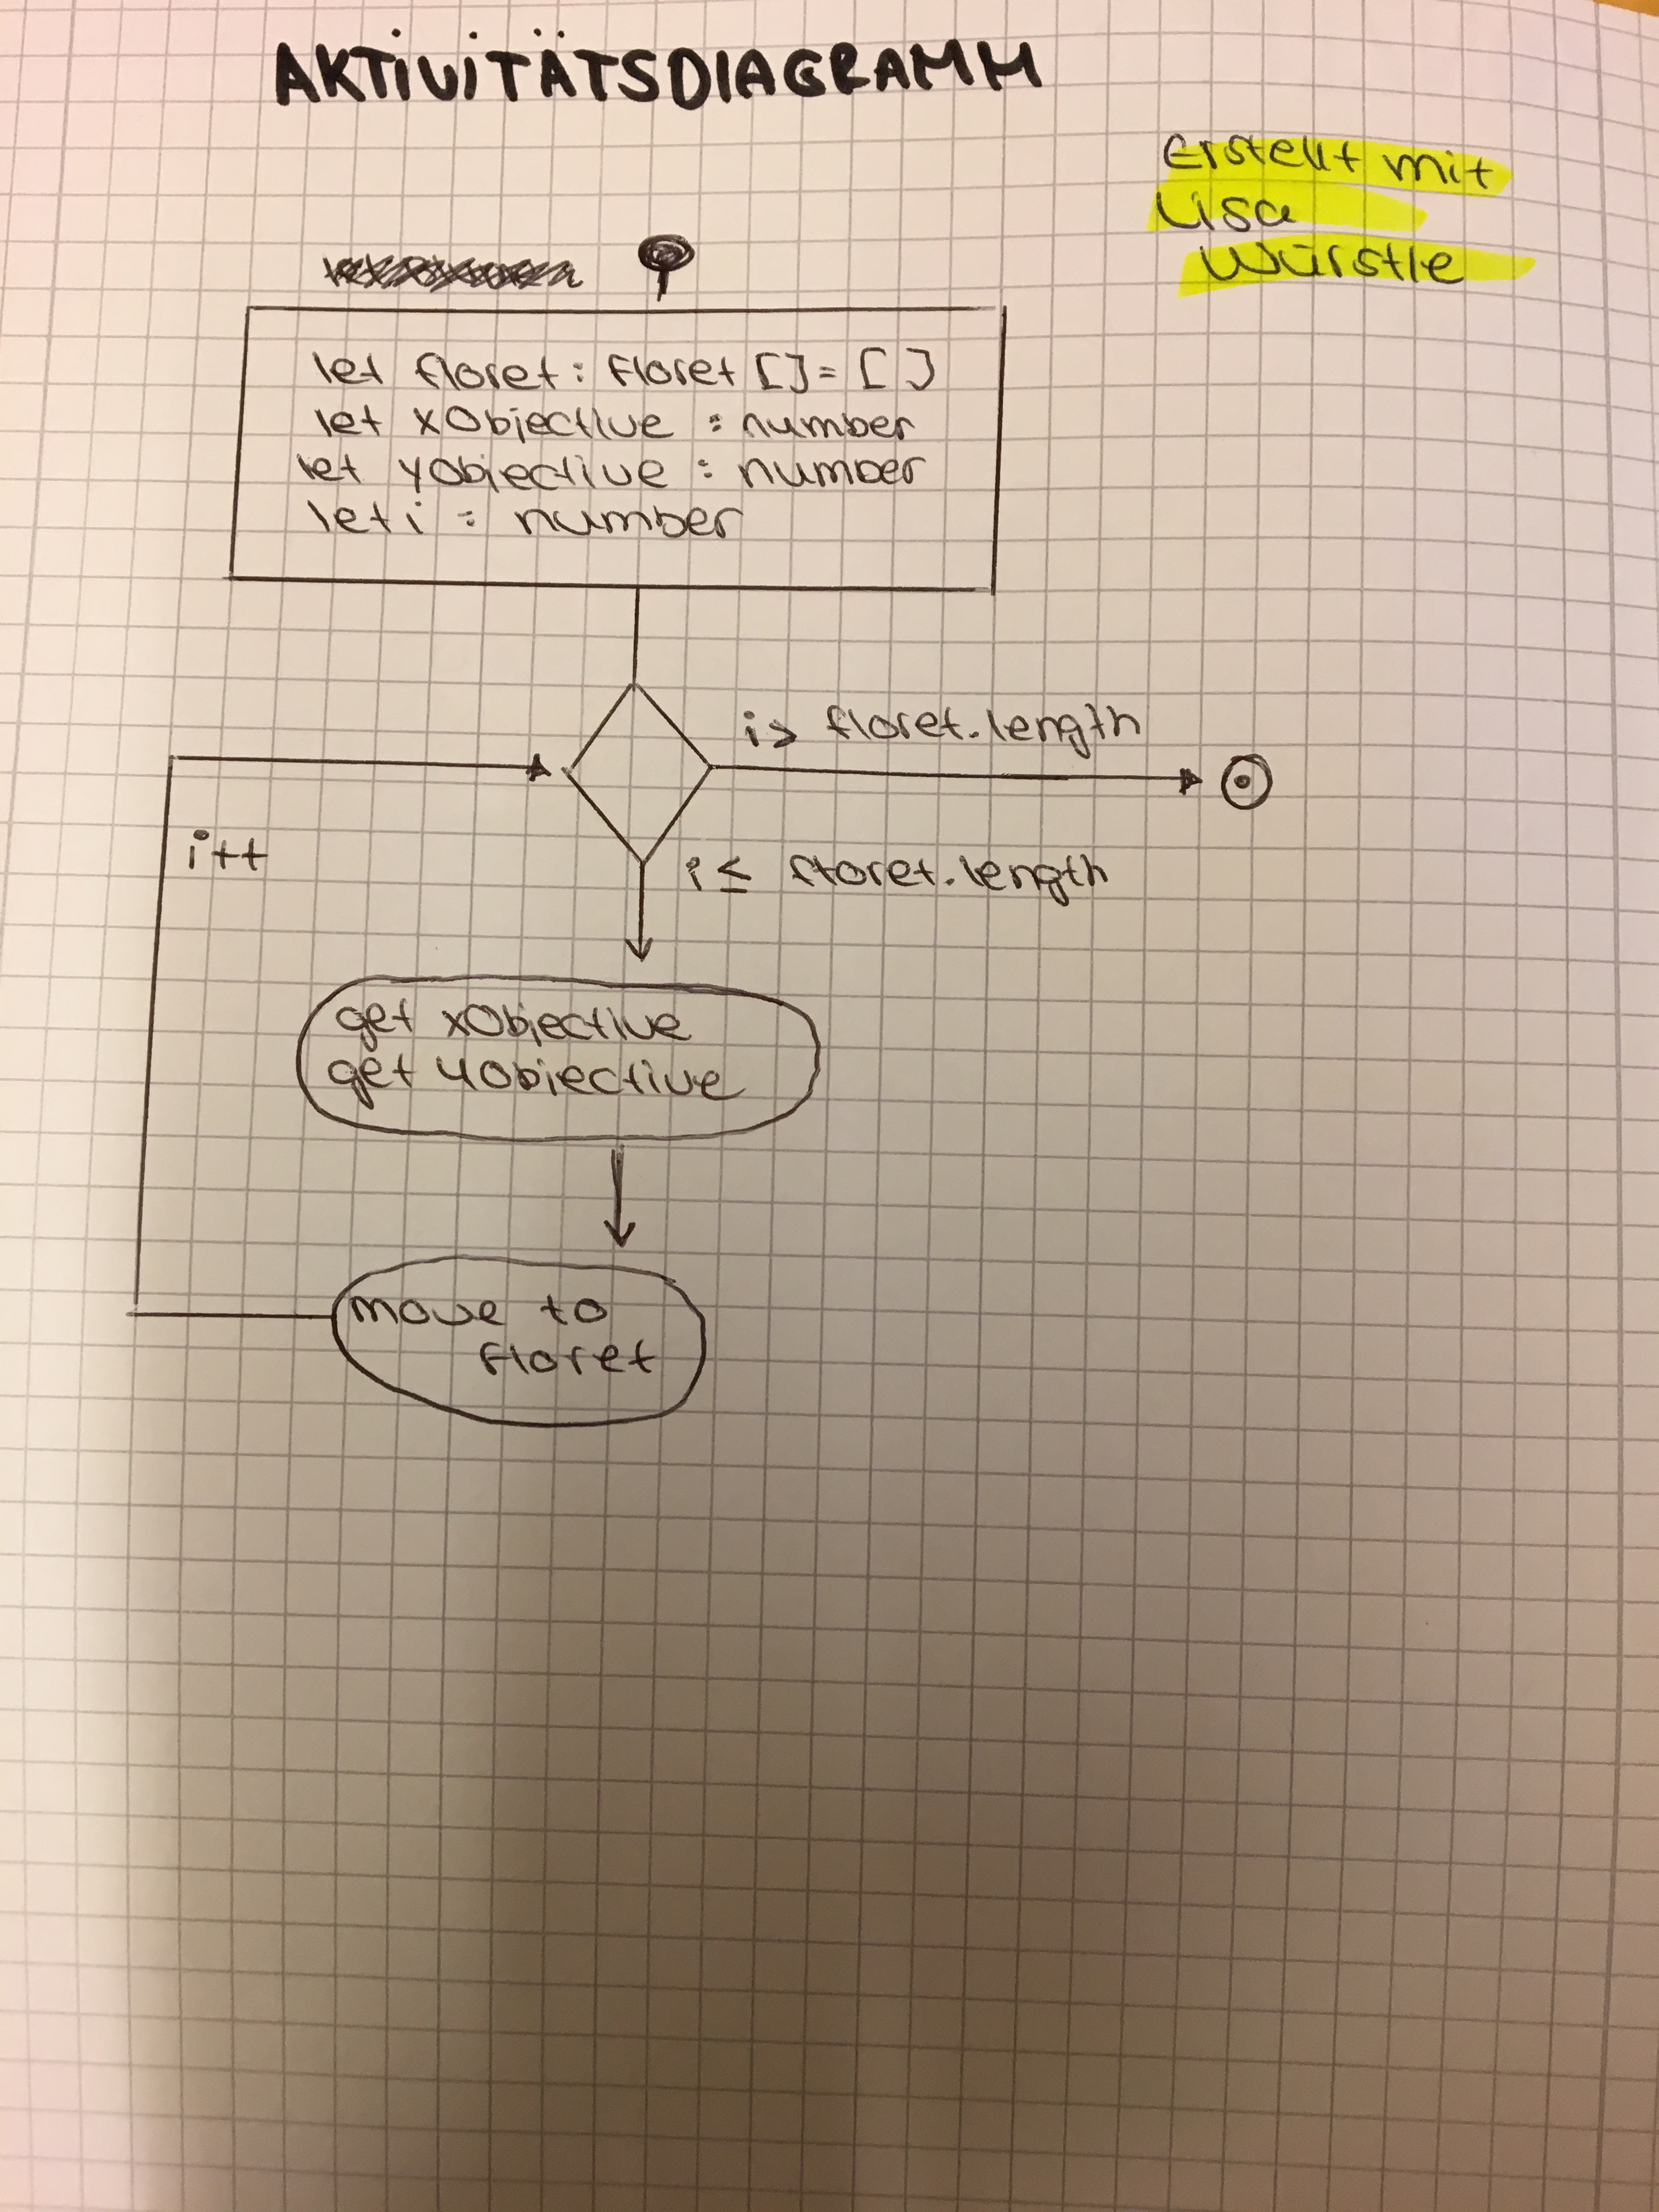 AKTIVITÄTSDIAGRAMM
Erstellt mit
Lisa
Würstle
let floret : Floret [] = [ ]
let xObjective : number
let yObjective : number
let i : number
i > floret.length
i++
i ≤ floret.length
get xObjective
get yObjective
move to
floret